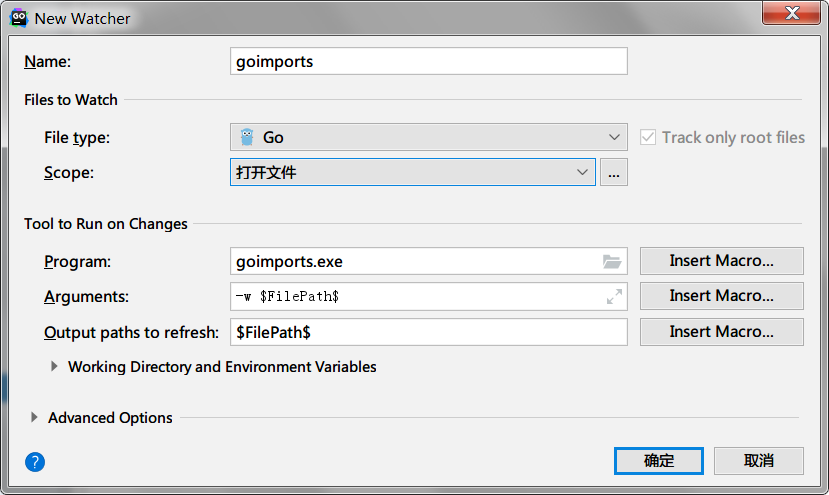 New Watcher
Name: goimports
Files to Watch
File type: Go Track only root files
Scope: 打开文件 ...
Tool to Run on Changes
Program: goimports.exe Insert Macro...
Arguments: -w $FilePath$ Insert Macro...
Output paths to refresh: $FilePath$ Insert Macro...
Working Directory and Environment Variables
Advanced Options
? 确定 取消